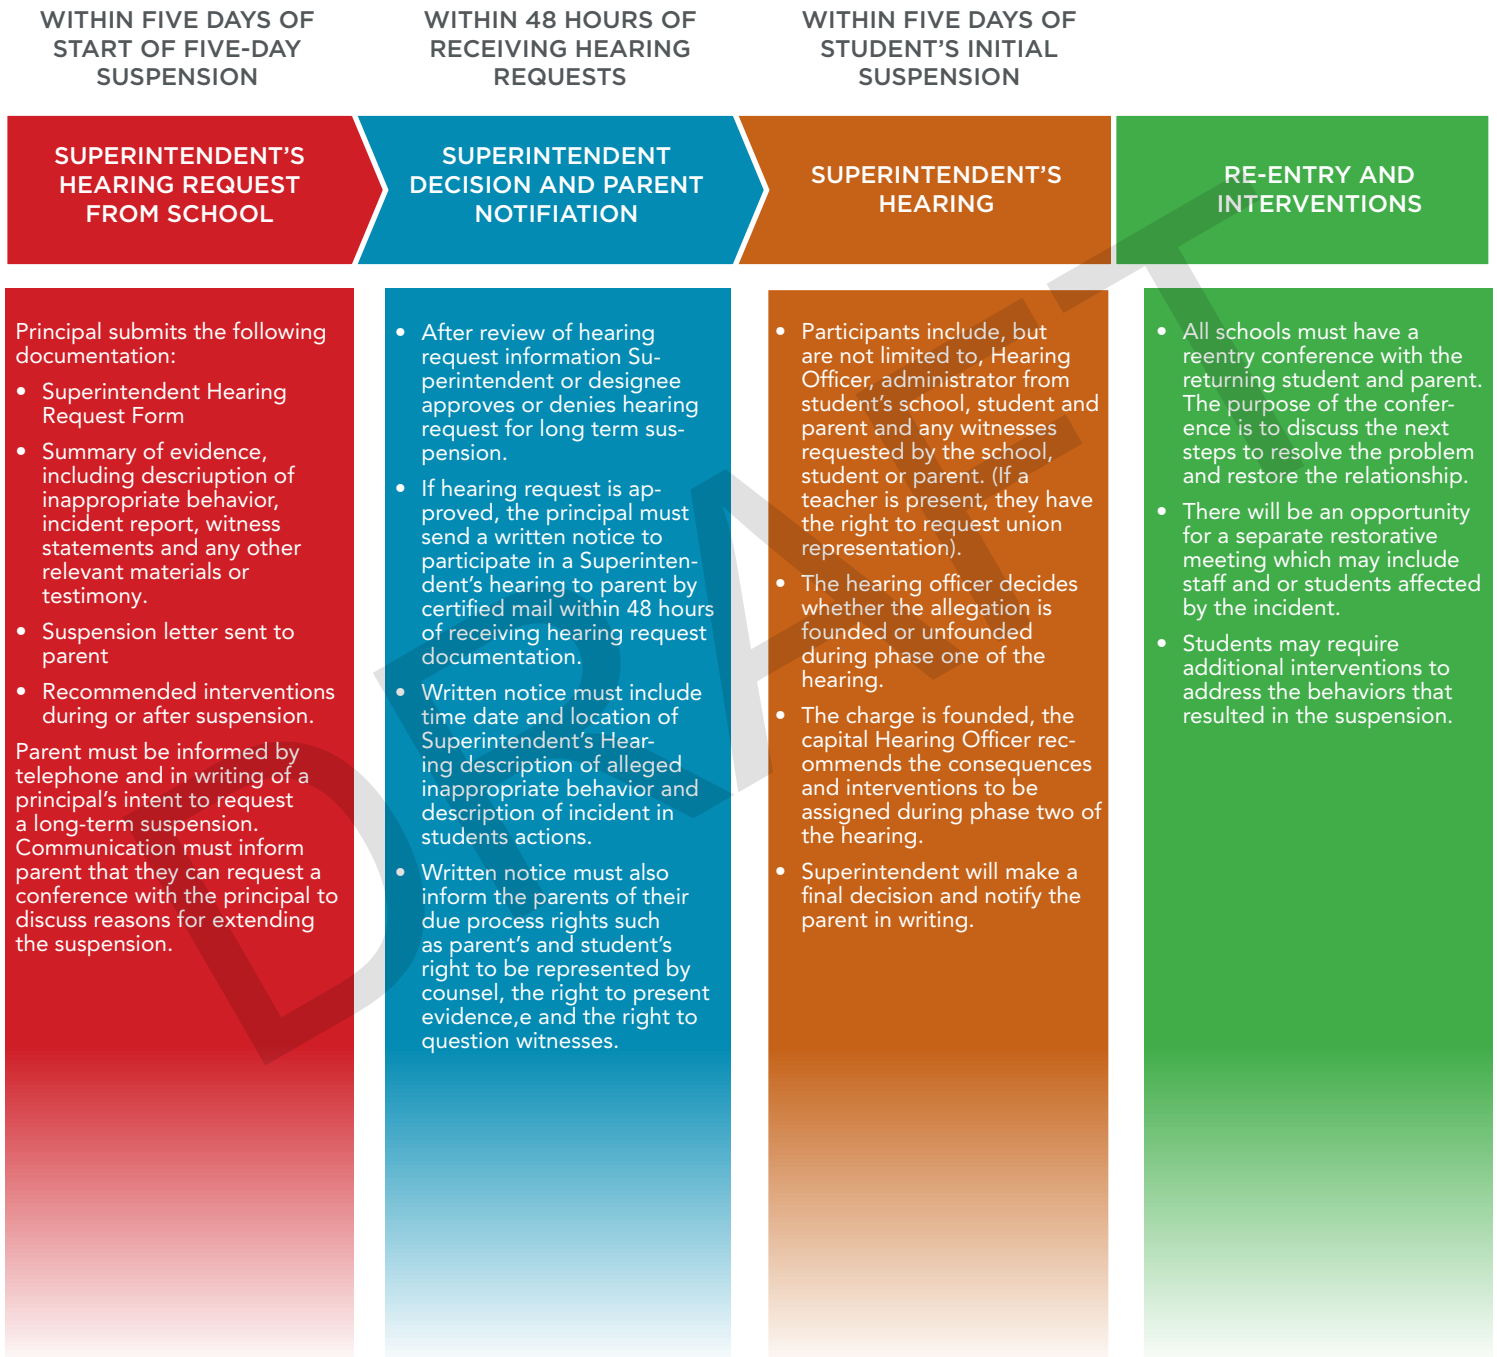 WITHIN FIVE DAYS OF
START OF FIVE-DAY
SUSPENSION
WITHIN 48 HOURS OF
RECEIVING HEARING
REQUESTS
WITHIN FIVE DAYS OF
STUDENT’S INITIAL
SUSPENSION
SUPERINTENDENT’S
HEARING REQUEST
FROM SCHOOL
SUPERINTENDENT
DECISION AND PARENT
NOTIFIATION
SUPERINTENDENT’S
HEARING
RE-ENTRY AND
INTERVENTIONS
Principal submits the following
documentation:
• Superintendent Hearing
Request Form
• Summary of evidence,
including descriuption of
inappropriate behavior,
incident report, witness
statements and any other
relevant materials or
testimony.
• Suspension letter sent to
parent
• Recommended interventions
during or after suspension.
Parent must be informed by
telephone and in writing of a
principal’s intent to request
a long-term suspension.
Communication must inform
parent that they can request a
conference with the principal to
discuss reasons for extending
the suspension.
• After review of hearing
request information Su-
perintendent or designee
approves or denies hearing
request for long term sus-
pension.
• If hearing request is ap-
proved, the principal must
send a written notice to
participate in a Superinten-
dent’s hearing to parent by
certified mail within 48 hours
of receiving hearing request
documentation.
• Written notice must include
time date and location of
Superintendent’s Hear-
ing description of alleged
inappropriate behavior and
description of incident in
students actions.
• Written notice must also
inform the parents of their
due process rights such
as parent’s and student’s
right to be represented by
counsel, the right to present
evidence,e and the right to
question witnesses.
• Participants include, but
are not limited to, Hearing
Officer, administrator from
student’s school, student and
parent and any witnesses
requested by the school,
student or parent. (If a
teacher is present, they have
the right to request union
representation).
• The hearing officer decides
whether the allegation is
founded or unfounded
during phase one of the
hearing.
• The charge is founded, the
capital Hearing Officer rec-
ommends the consequences
and interventions to be
assigned during phase two of
the hearing.
• Superintendent will make a
final decision and notify the
parent in writing.
• All schools must have a
reentry conference with the
returning student and parent.
The purpose of the confer-
ence is to discuss the next
steps to resolve the problem
and restore the relationship.
• There will be an opportunity
for a separate restorative
meeting which may include
staff and or students affected
by the incident.
• Students may require
additional interventions to
address the behaviors that
resulted in the suspension.
DRAFT